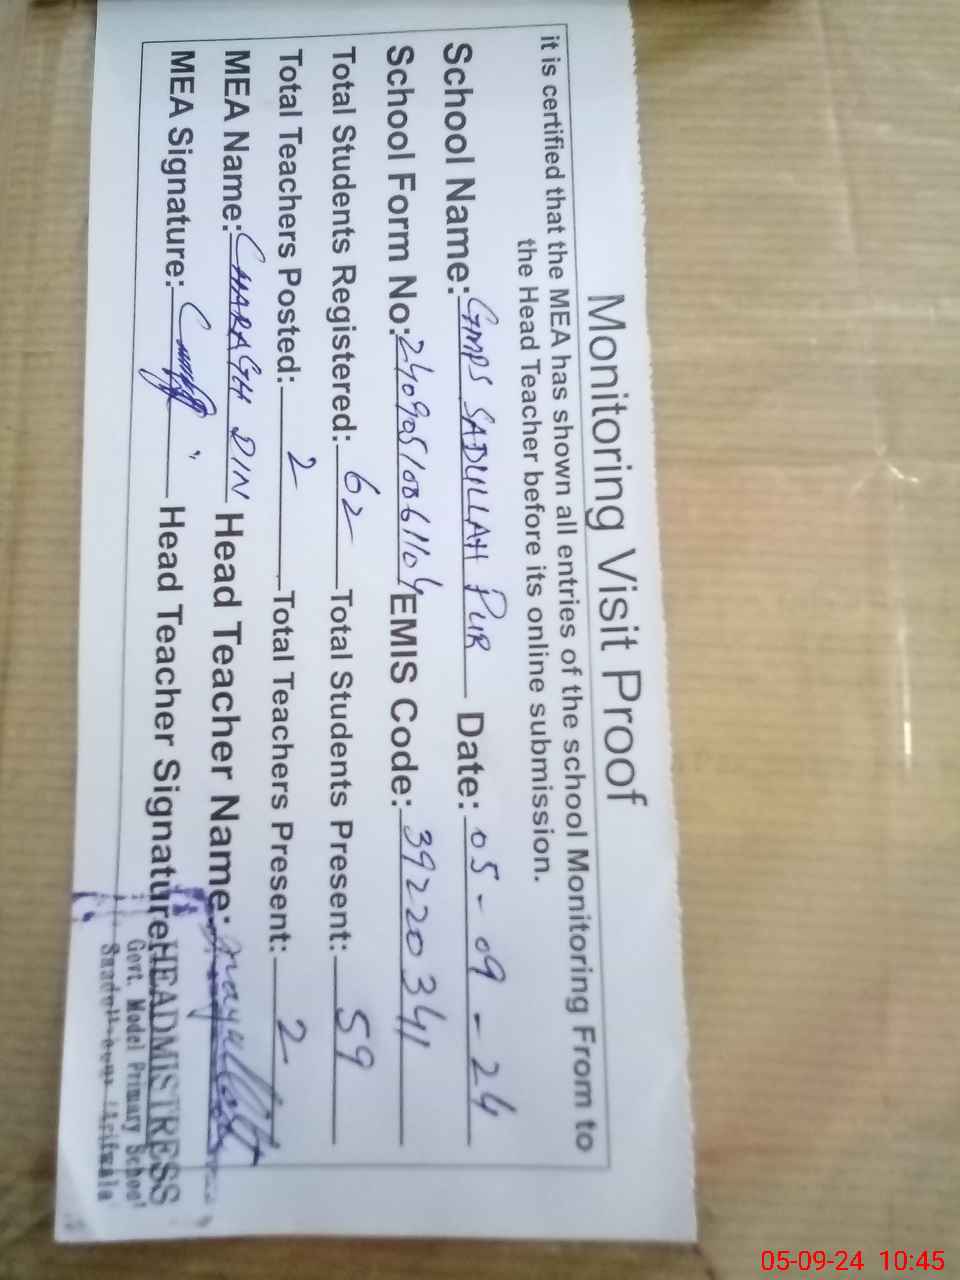 Monitoring Visit Proof
it is certified that the MEA has shown all entries of the school Monitoring From to
the Head Teacher before its online submission.
School Name: GMPS SADULLAH PUR Date: 05-09-24
School Form No: EMIS Code: 39220341
Total Students Registered: 62 Total Students Present: 59
Total Teachers Posted: 2 Total Teachers Present: 2
MEA Name: CHARAGH DIN Head Teacher Name:
MEA Signature: Head Teacher Signature:
HEADMISTRESS
Govt. Model Primary School
(Arifwala
05-09-24 10:45